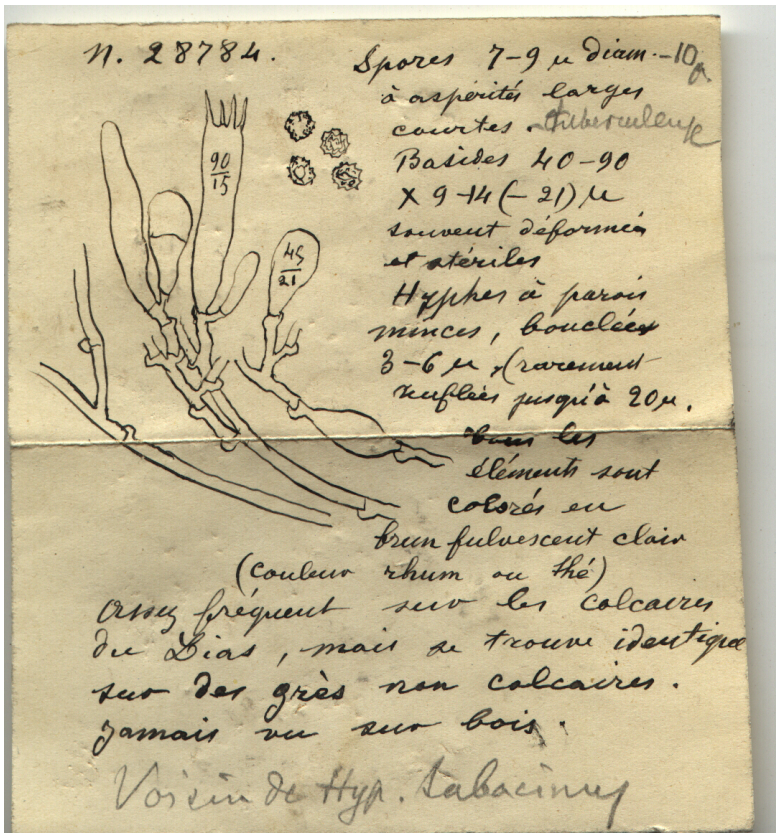 n. 28784.
Spores 7-9 µ diam. -10
à aspérités larges
courtes. tuberculeuse
90
15
Basides 40-90
× 9-14 (-21) µ
souvent déformées
et stériles
45
21
Hyphes à parois
minces, bouclées
3-6 µ, (rarement
renflées jusqu'à 20 µ.
tous les
éléments sont
colorés en
brun fulvescent clair
(couleur rhum ou thé)
Assez fréquent sur les calcaires
du Lias, mais se trouve identique
sur des grès non calcaires.
Jamais vu sur bois.
Voisin de Hyp. tabacinus